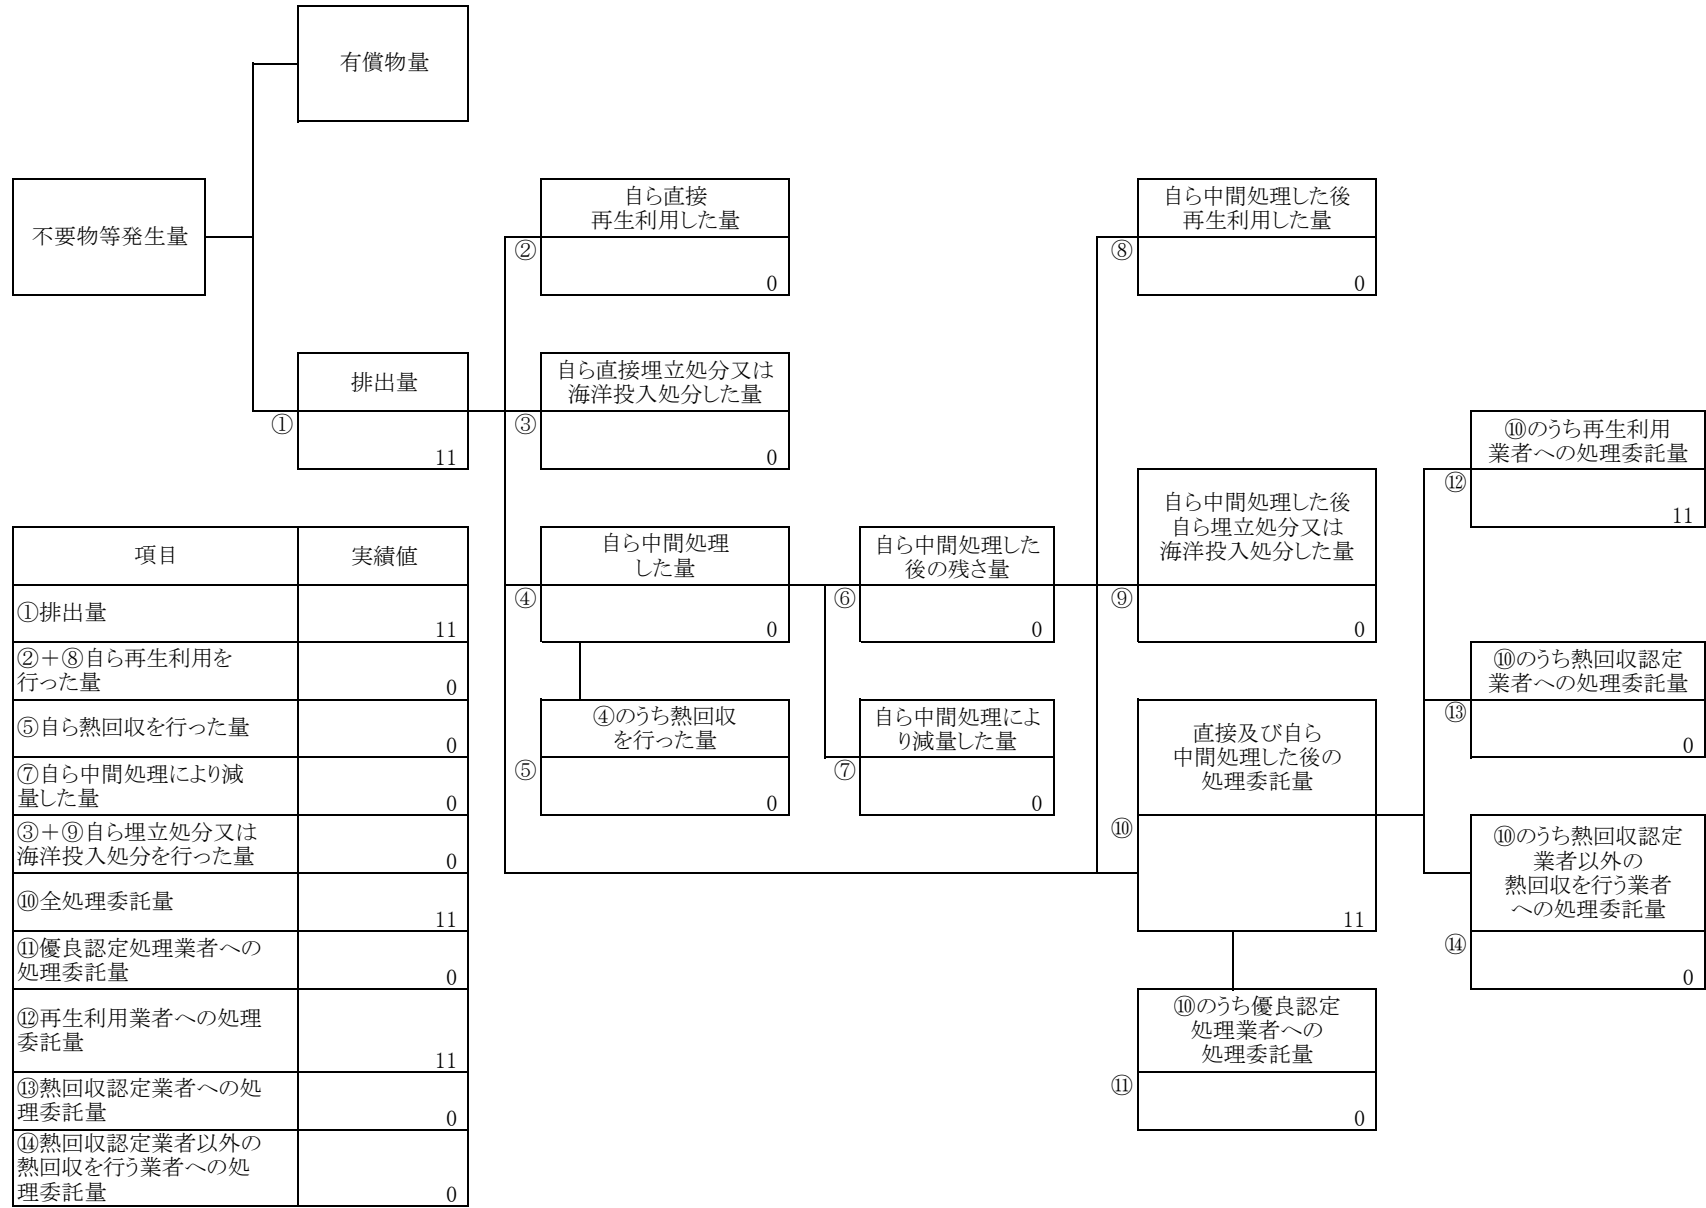 有償物量
不要物等発生量
自ら直接
再生利用した量
②
0
自ら中間処理した後
再生利用した量
⑧
0
排出量
①
11
自ら直接埋立処分又は
海洋投入処分した量
③
0
⑩のうち再生利用
業者への処理委託量
⑫
11
項目
実績値
①排出量
11
②＋⑧自ら再生利用を
行った量
0
⑤自ら熱回収を行った量
0
⑦自ら中間処理により減
量した量
0
③＋⑨自ら埋立処分又は
海洋投入処分を行った量
0
⑩全処理委託量
11
⑪優良認定処理業者への
処理委託量
0
⑫再生利用業者への処理
委託量
11
⑬熱回収認定業者への処
理委託量
0
⑭熱回収認定業者以外の
熱回収を行う業者への処
理委託量
0
自ら中間処理
した量
④
0
自ら中間処理した
後の残さ量
⑥
0
自ら中間処理した後
自ら埋立処分又は
海洋投入処分した量
⑨
0
④のうち熱回収
を行った量
⑤
0
自ら中間処理によ
り減量した量
⑦
0
直接及び自ら
中間処理した後の
処理委託量
⑩
11
⑩のうち熱回収認定
業者への処理委託量
⑬
0
⑩のうち熱回収認定
業者以外の
熱回収を行う業者
への処理委託量
⑭
0
⑩のうち優良認定
処理業者への
処理委託量
⑪
0